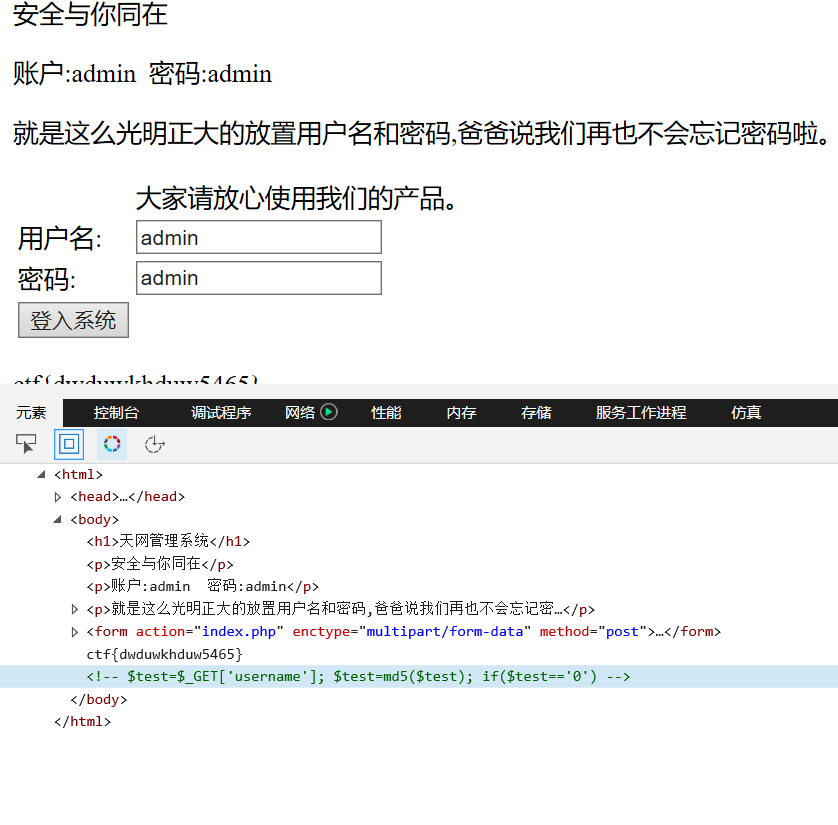 安全与你同在
账户:admin 密码:admin
就是这么光明正大的放置用户名和密码,爸爸说我们再也不会忘记密码啦。
大家请放心使用我们的产品。
用户名: admin
密码: admin
登入系统
ctf{dwduwkhduw5465}
元素 控制台 调试程序 网络 性能 内存 存储 服务工作进程 仿真
<html>
<head>…</head>
<body>
<h1>天网管理系统</h1>
<p>安全与你同在</p>
<p>账户:admin 密码:admin</p>
<p>就是这么光明正大的放置用户名和密码,爸爸说我们再也不会忘记密…</p>
<form action="index.php" enctype="multipart/form-data" method="post">…</form>
ctf{dwduwkhduw5465}
<!-- $test=$_GET['username']; $test=md5($test); if($test=='0') -->
</body>
</html>